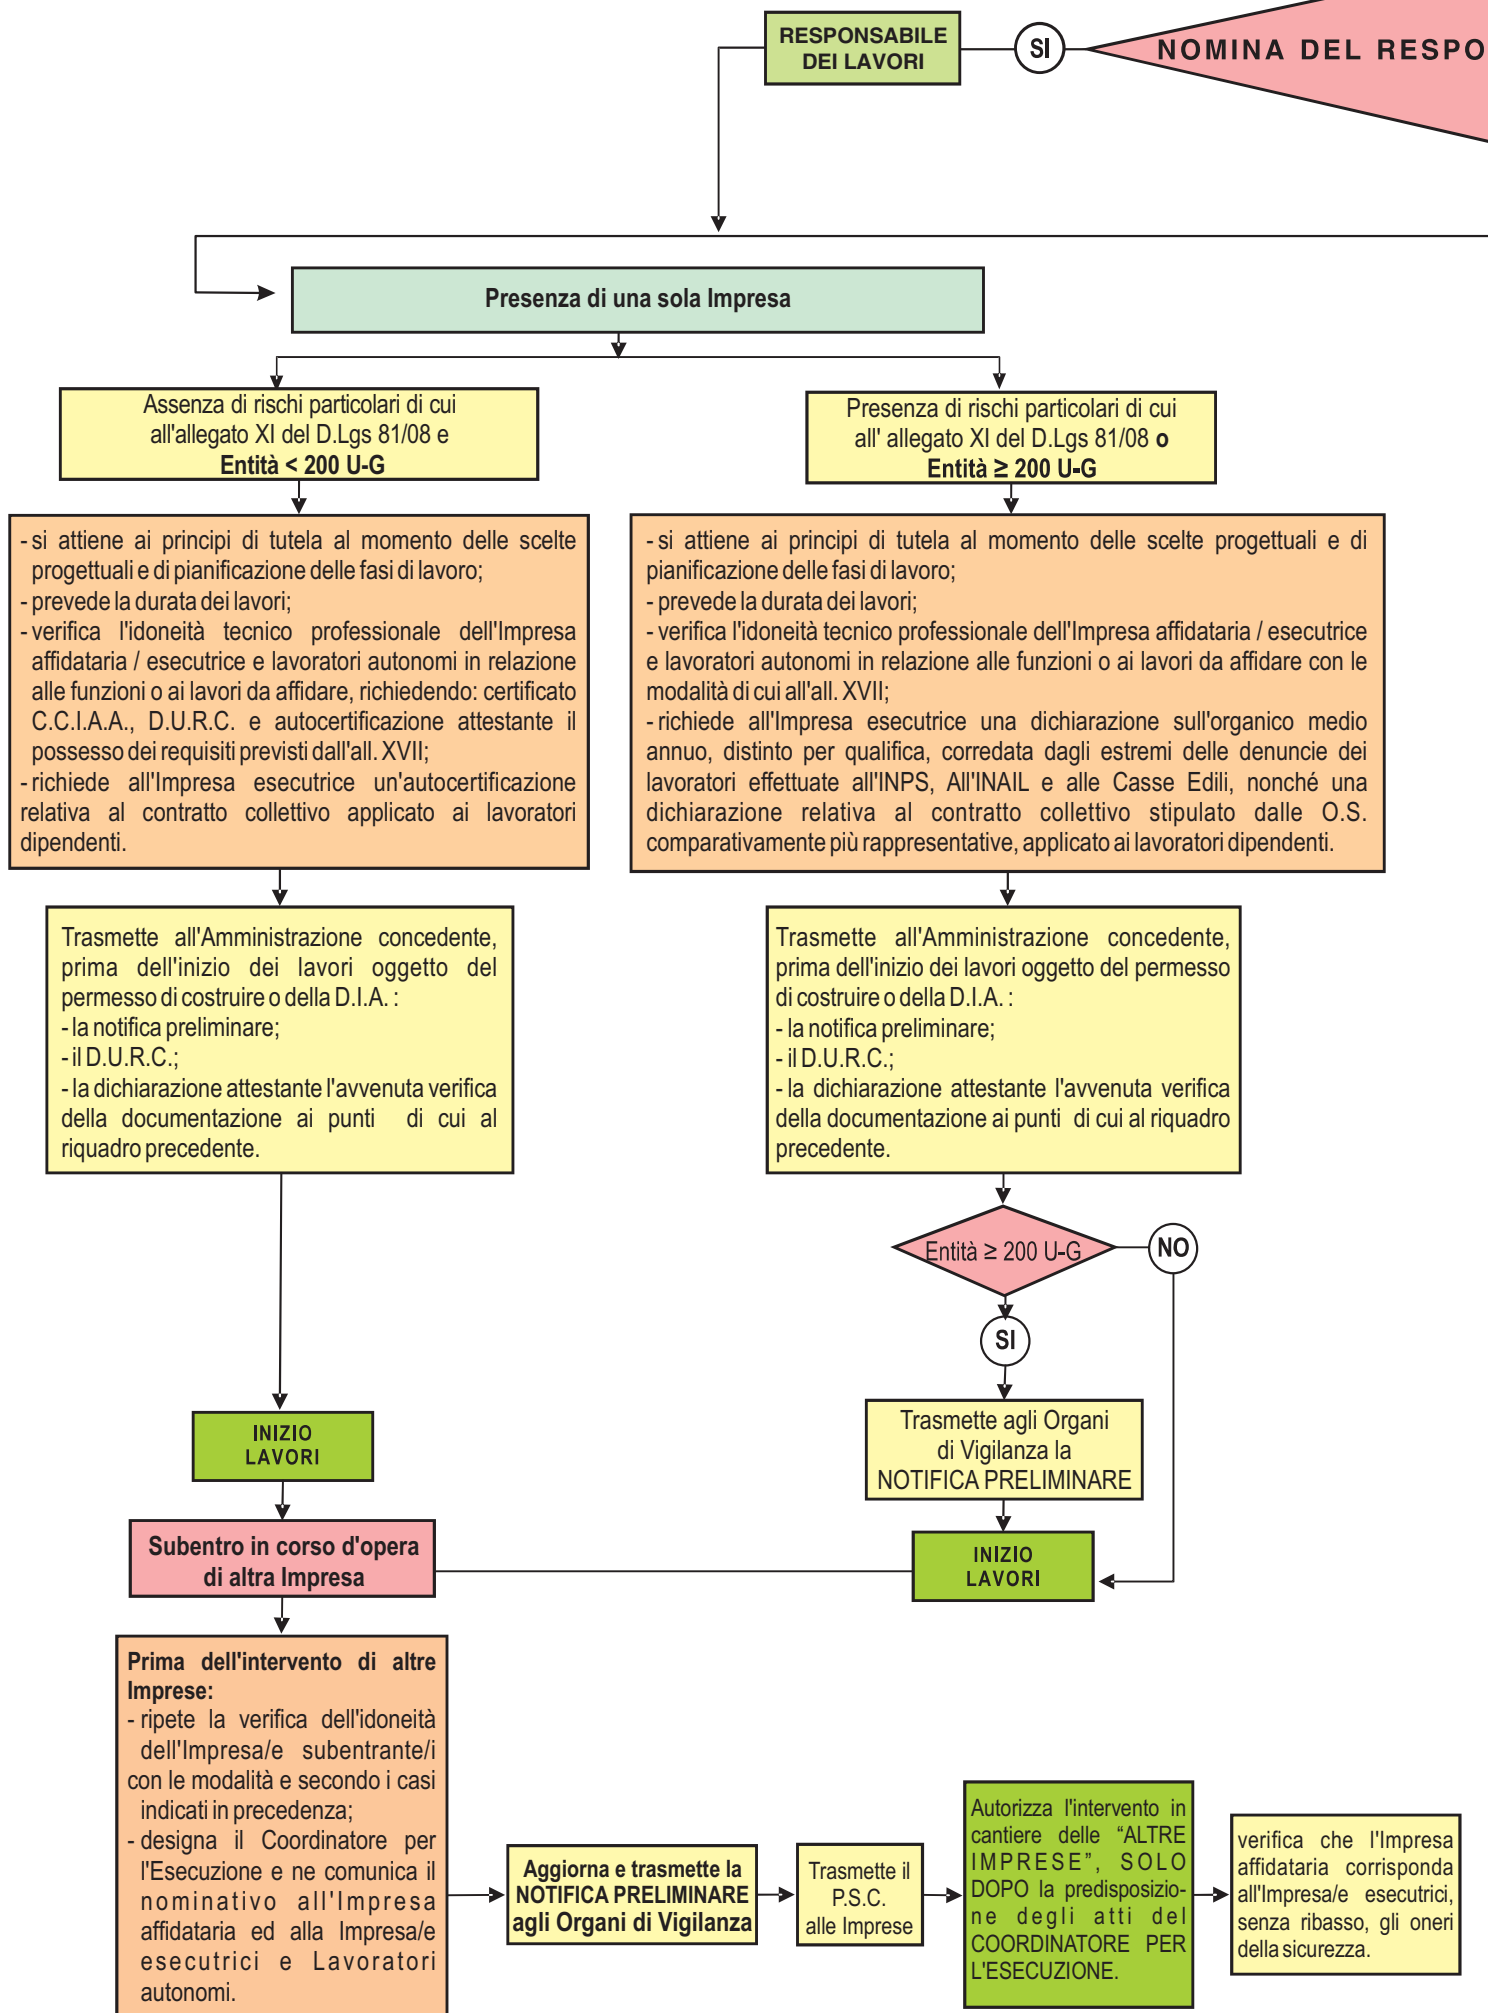 RESPONSABILE
DEI LAVORI
SI
NOMINA DEL RESPO
Presenza di una sola Impresa
Assenza di rischi particolari di cui
all'allegato XI del D.Lgs 81/08 e
Entità < 200 U-G
Presenza di rischi particolari di cui
all' allegato XI del D.Lgs 81/08 o
Entità ≥ 200 U-G
- si attiene ai principi di tutela al momento delle scelte
progettuali e di pianificazione delle fasi di lavoro;
- prevede la durata dei lavori;
- verifica l'idoneità tecnico professionale dell'Impresa
affidataria / esecutrice e lavoratori autonomi in relazione
alle funzioni o ai lavori da affidare, richiedendo: certificato
C.C.I.A.A., D.U.R.C. e autocertificazione attestante il
possesso dei requisiti previsti dall'all. XVII;
- richiede all'Impresa esecutrice un'autocertificazione
relativa al contratto collettivo applicato ai lavoratori
dipendenti.
- si attiene ai principi di tutela al momento delle scelte progettuali e di
pianificazione delle fasi di lavoro;
- prevede la durata dei lavori;
- verifica l'idoneità tecnico professionale dell'Impresa affidataria / esecutrice
e lavoratori autonomi in relazione alle funzioni o ai lavori da affidare con le
modalità di cui all'all. XVII;
- richiede all'Impresa esecutrice una dichiarazione sull'organico medio
annuo, distinto per qualifica, corredata dagli estremi delle denuncie dei
lavoratori effettuate all'INPS, All'INAIL e alle Casse Edili, nonché una
dichiarazione relativa al contratto collettivo stipulato dalle O.S.
comparativamente più rappresentative, applicato ai lavoratori dipendenti.
Trasmette all'Amministrazione concedente,
prima dell'inizio dei lavori oggetto del
permesso di costruire o della D.I.A. :
- la notifica preliminare;
- il D.U.R.C.;
- la dichiarazione attestante l'avvenuta verifica
della documentazione ai punti di cui al
riquadro precedente.
Trasmette all'Amministrazione concedente,
prima dell'inizio dei lavori oggetto del permesso
di costruire o della D.I.A. :
- la notifica preliminare;
- il D.U.R.C.;
- la dichiarazione attestante l'avvenuta verifica
della documentazione ai punti di cui al riquadro
precedente.
Entità ≥ 200 U-G
NO
SI
Trasmette agli Organi
di Vigilanza la
NOTIFICA PRELIMINARE
INIZIO
LAVORI
INIZIO
LAVORI
Subentro in corso d'opera
di altra Impresa
Prima dell'intervento di altre
Imprese:
- ripete la verifica dell'idoneità
dell'Impresa/e subentrante/i
con le modalità e secondo i casi
indicati in precedenza;
- designa il Coordinatore per
l'Esecuzione e ne comunica il
nominativo all'Impresa
affidataria ed alla Impresa/e
esecutrici e Lavoratori
autonomi.
Aggiorna e trasmette la
NOTIFICA PRELIMINARE
agli Organi di Vigilanza
Trasmette il
P.S.C.
alle Imprese
Autorizza l'intervento in
cantiere delle “ALTRE
IMPRESE”, SOLO
DOPO la predisposizio-
ne degli atti del
COORDINATORE PER
L'ESECUZIONE.
verifica che l'Impresa
affidataria corrisponda
all'Impresa/e esecutrici,
senza ribasso, gli oneri
della sicurezza.